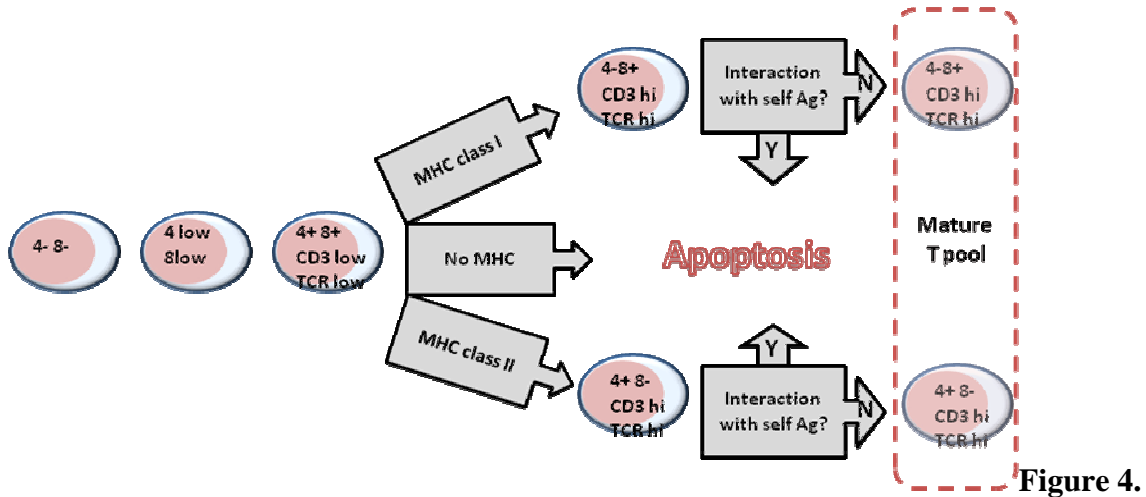 4- 8-
4 low
8low
4+ 8+
CD3 low
TCR low
MHC class I
No MHC
MHC class II
4-8+
CD3 hi
TCR hi
Interaction
with self Ag?
N
Y
4-8+
CD3 hi
TCR hi
Apoptosis
Mature
T pool
4+ 8-
CD3 hi
TCR hi
Y
Interaction
with self Ag?
N
4+ 8-
CD3 hi
TCR hi
Figure 4.